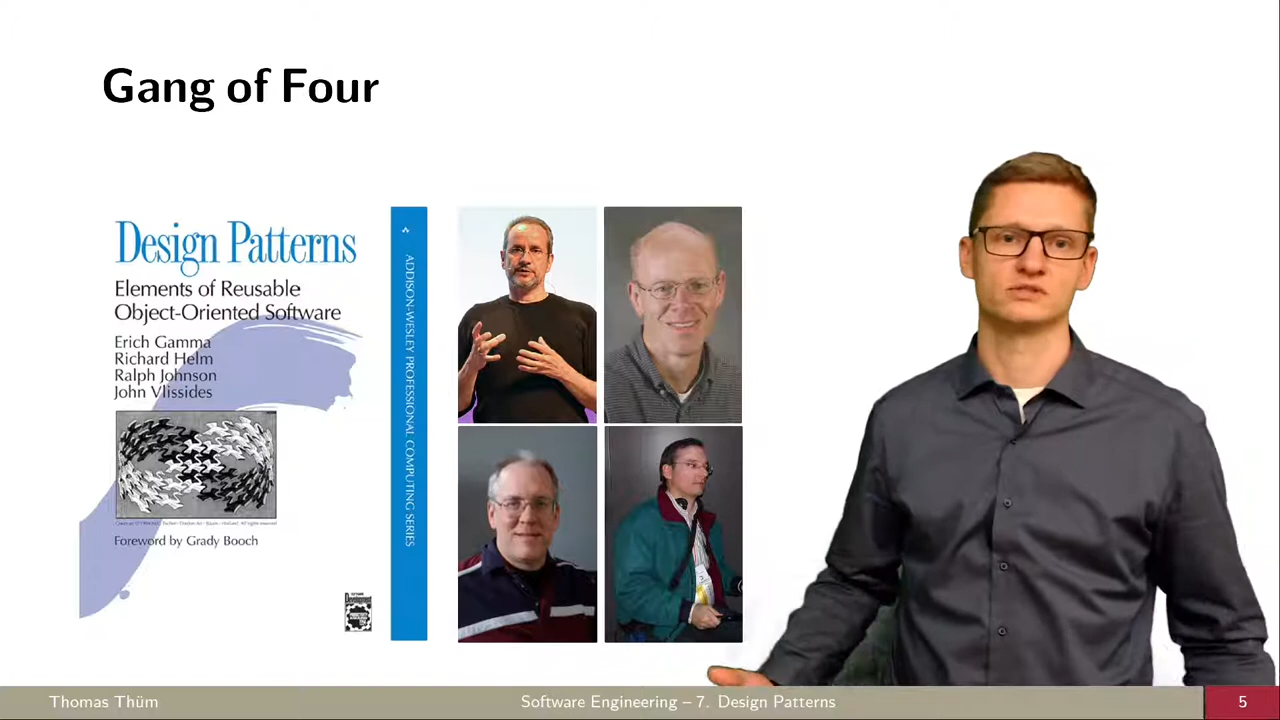 Gang of Four
Design Patterns
Elements of Reusable
Object-Oriented Software
Erich Gamma
Richard Helm
Ralph Johnson
John Vlissides
Foreword by Grady Booch
ADDISON-WESLEY PROFESSIONAL COMPUTING SERIES
Thomas Thüm
Software Engineering – 7. Design Patterns
5